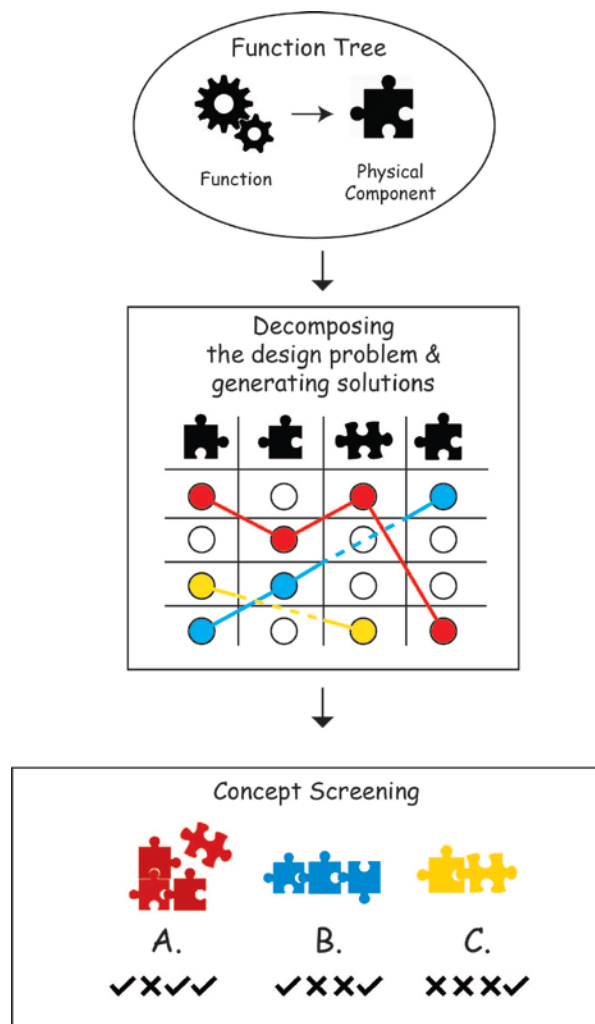 Function Tree
Function
Physical
Component
Decomposing
the design problem &
generating solutions
Concept Screening
A.
B.
C.